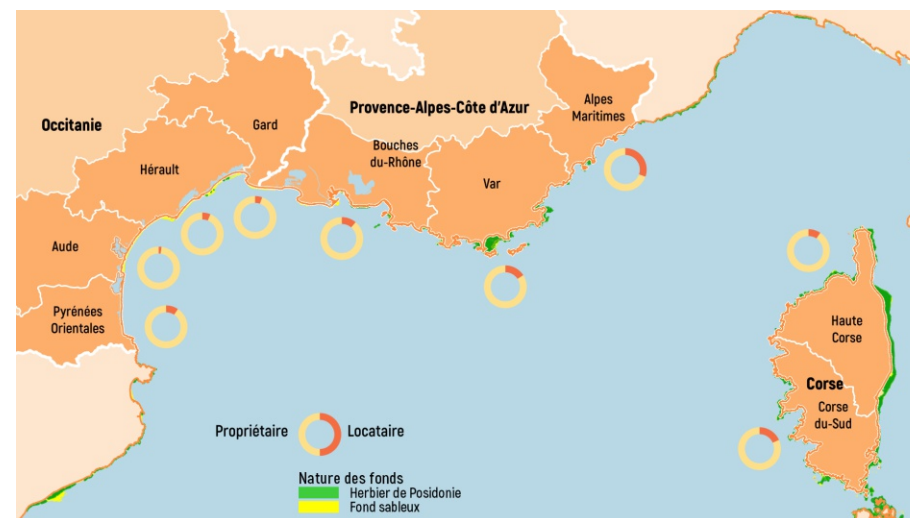 Occitanie
Gard
Hérault
Aude
Pyrénées
Orientales
Provence-Alpes-Côte d'Azur
Bouches
du-Rhône
Var
Alpes
Maritimes
Haute
Corse
Corse
Corse
du-Sud
Propriétaire
Locataire
Nature des fonds
Herbier de Posidonie
Fond sableux